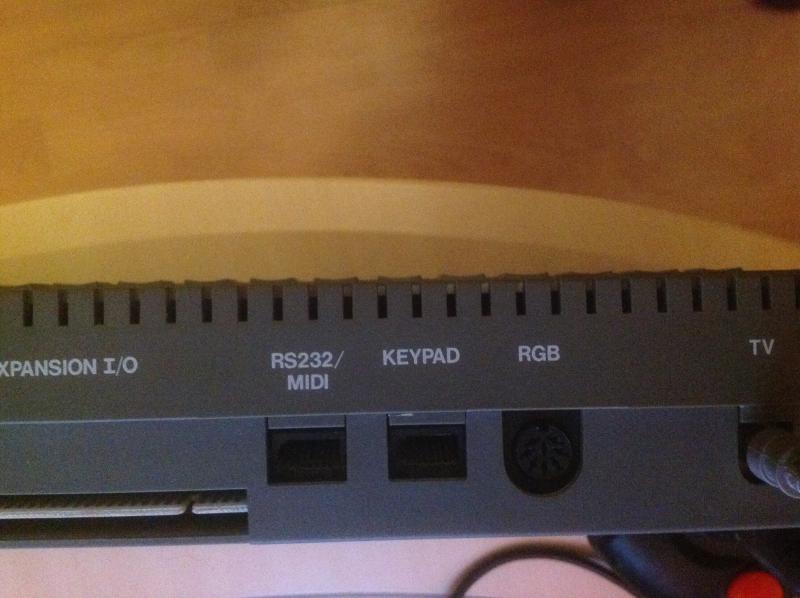 XPANSION I/O
RS232/
MIDI
KEYPAD
RGB
TV